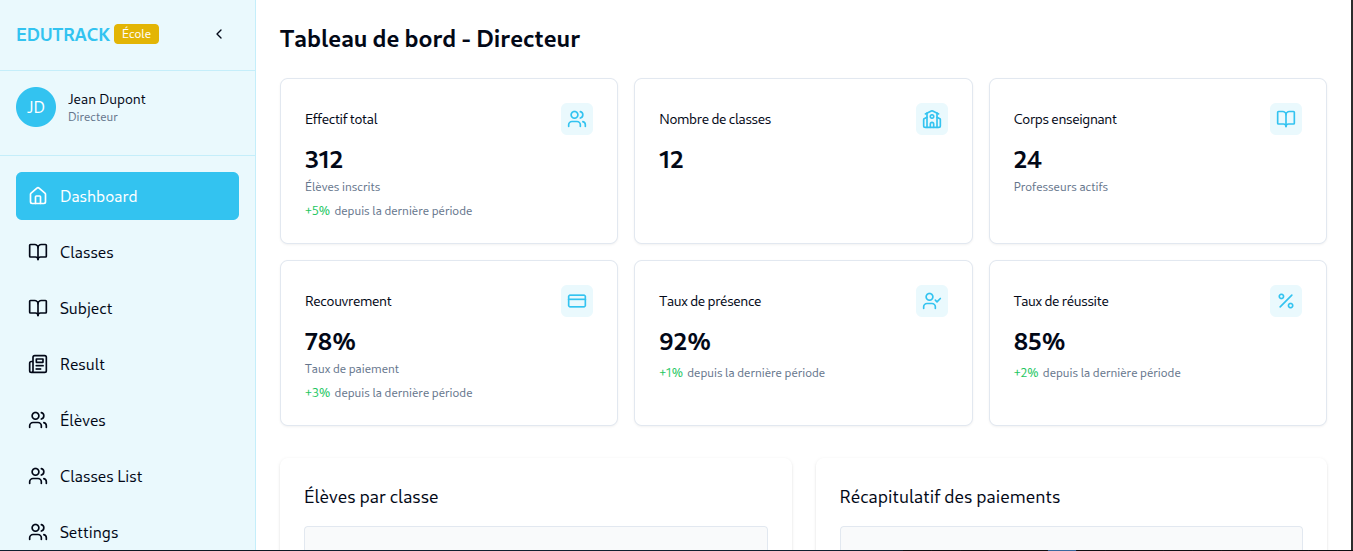 EDUTRACK École
JD
Jean Dupont
Directeur
Dashboard
Classes
Subject
Result
Élèves
Classes List
Settings
Tableau de bord - Directeur
Effectif total
312
Élèves inscrits
+5% depuis la dernière période
Nombre de classes
12
Corps enseignant
24
Professeurs actifs
Recouvrement
78%
Taux de paiement
+3% depuis la dernière période
Taux de présence
92%
+1% depuis la dernière période
Taux de réussite
85%
+2% depuis la dernière période
Élèves par classe
Récapitulatif des paiements